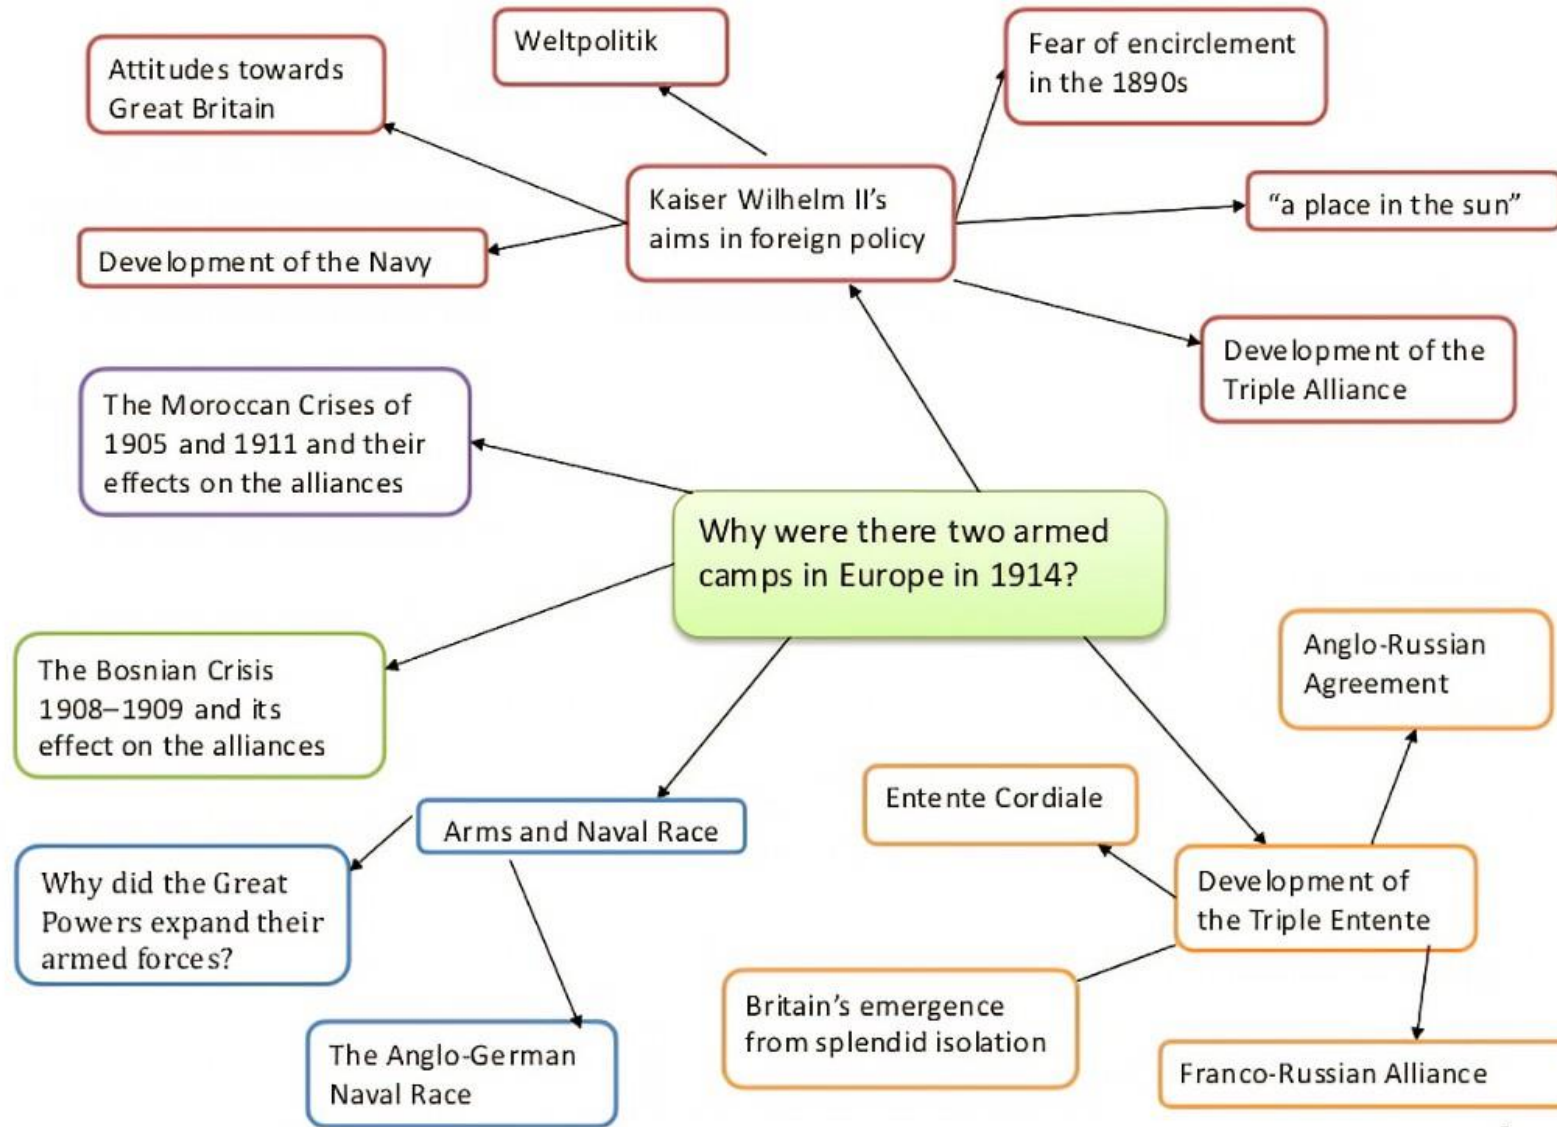 Weltpolitik
Fear of encirclement
in the 1890s
Attitudes towards
Great Britain
Kaiser Wilhelm II’s
aims in foreign policy
“a place in the sun”
Development of the Navy
Development of the
Triple Alliance
The Moroccan Crises of
1905 and 1911 and their
effects on the alliances
Why were there two armed
camps in Europe in 1914?
The Bosnian Crisis
1908–1909 and its
effect on the alliances
Anglo-Russian
Agreement
Entente Cordiale
Arms and Naval Race
Why did the Great
Powers expand their
armed forces?
Development of
the Triple Entente
Britain’s emergence
from splendid isolation
The Anglo-German
Naval Race
Franco-Russian Alliance